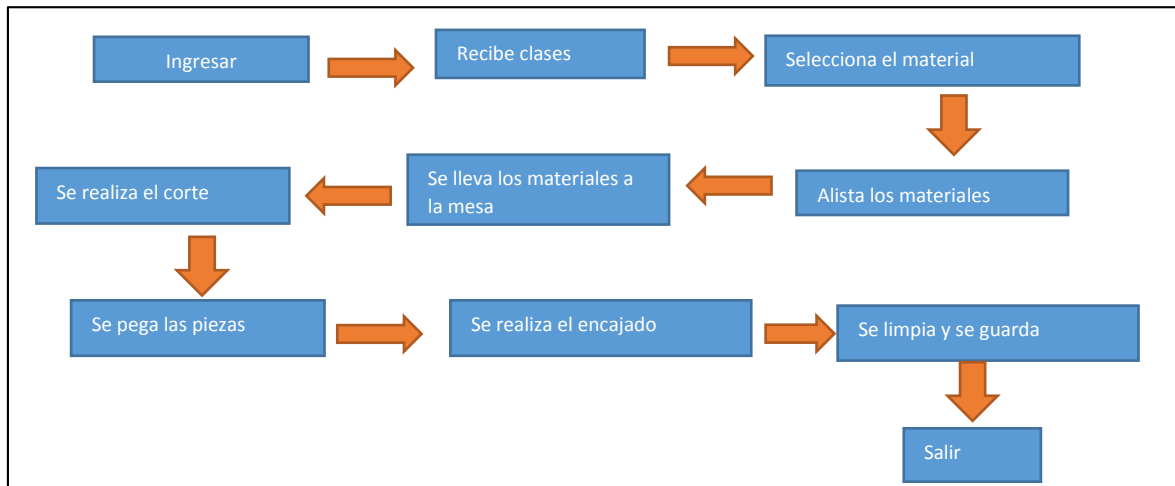 Ingresar
Recibe clases
Selecciona el material
Alista los materiales
Se lleva los materiales a
la mesa
Se realiza el corte
Se pega las piezas
Se realiza el encajado
Se limpia y se guarda
Salir